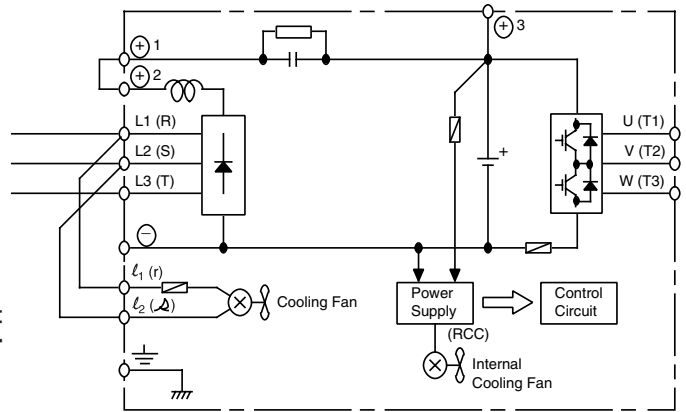 ⊕ 1
⊕ 3
⊕ 2
L1 (R)
L2 (S)
L3 (T)
U (T1)
V (T2)
W (T3)
+
⊖
ℓ1 (r)
ℓ2 (s)
Cooling Fan
Power
Supply
(RCC)
Control
Circuit
Internal
Cooling Fan